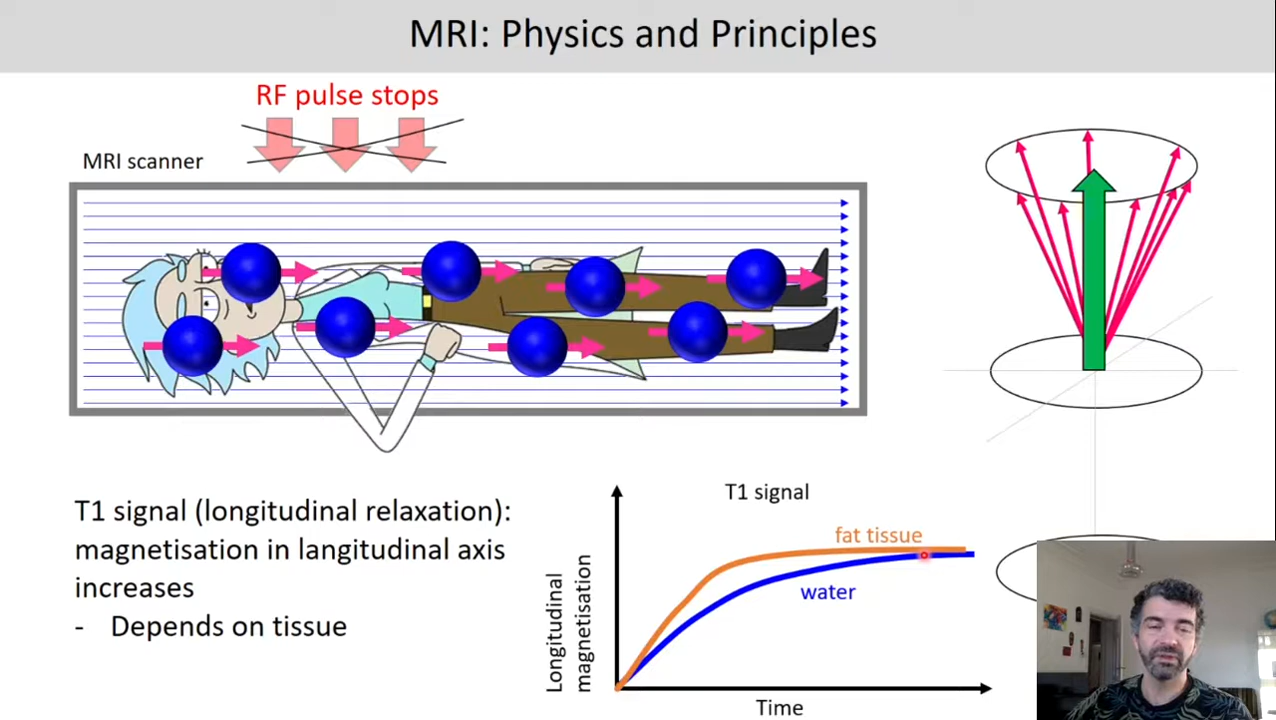 MRI: Physics and Principles
RF pulse stops
MRI scanner
T1 signal (longitudinal relaxation):
magnetisation in langitudinal axis
increases
- Depends on tissue
T1 signal
fat tissue
water
Longitudinal
magnetisation
Time